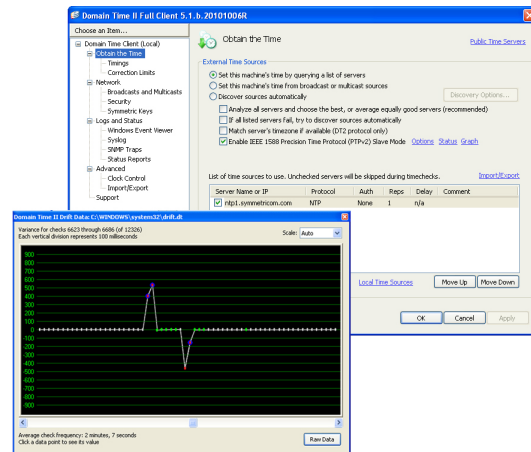 Domain Time II Full Client 5.1.b.20101006R
Choose an Item...
Domain Time Client (Local)
Obtain the Time
Timings
Correction Limits
Network
Broadcasts and Multicasts
Security
Symmetric Keys
Logs and Status
Windows Event Viewer
Syslog
SNMP Traps
Status Reports
Advanced
Clock Control
Import/Export
Support
Obtain the Time
Public Time Servers
External Time Sources
Set this machine's time by querying a list of servers
Set this machine's time from broadcast or multicast sources
Discover sources automatically
Discovery Options...
Analyze all servers and choose the best, or average equally good servers (recommended)
If all listed servers fail, try to discover sources automatically
Match server's timezone if available (DT2 protocol only)
Enable IEEE 1588 Precision Time Protocol (PTPv2) Slave Mode Options Status Graph
List of time sources to use. Unchecked servers will be skipped during timechecks. Import/Export
Server Name or IP Protocol Auth Reps Delay Comment
ntp1.symmetricom.com NTP None 1 n/a
Local Time Sources Move Up Move Down
OK Cancel Apply
Domain Time II Drift Data: C:\WINDOWS\system32\drift.dt
Variance for checks 6623 through 6686 (of 12326)
Each vertical division represents 100 milliseconds
Scale: Auto
900
800
700
600
500
400
300
200
100
0
-100
-200
-300
-400
-500
-600
-700
-800
-900
Average check frequency: 2 minutes, 7 seconds
Click a data point to see its value
Raw Data